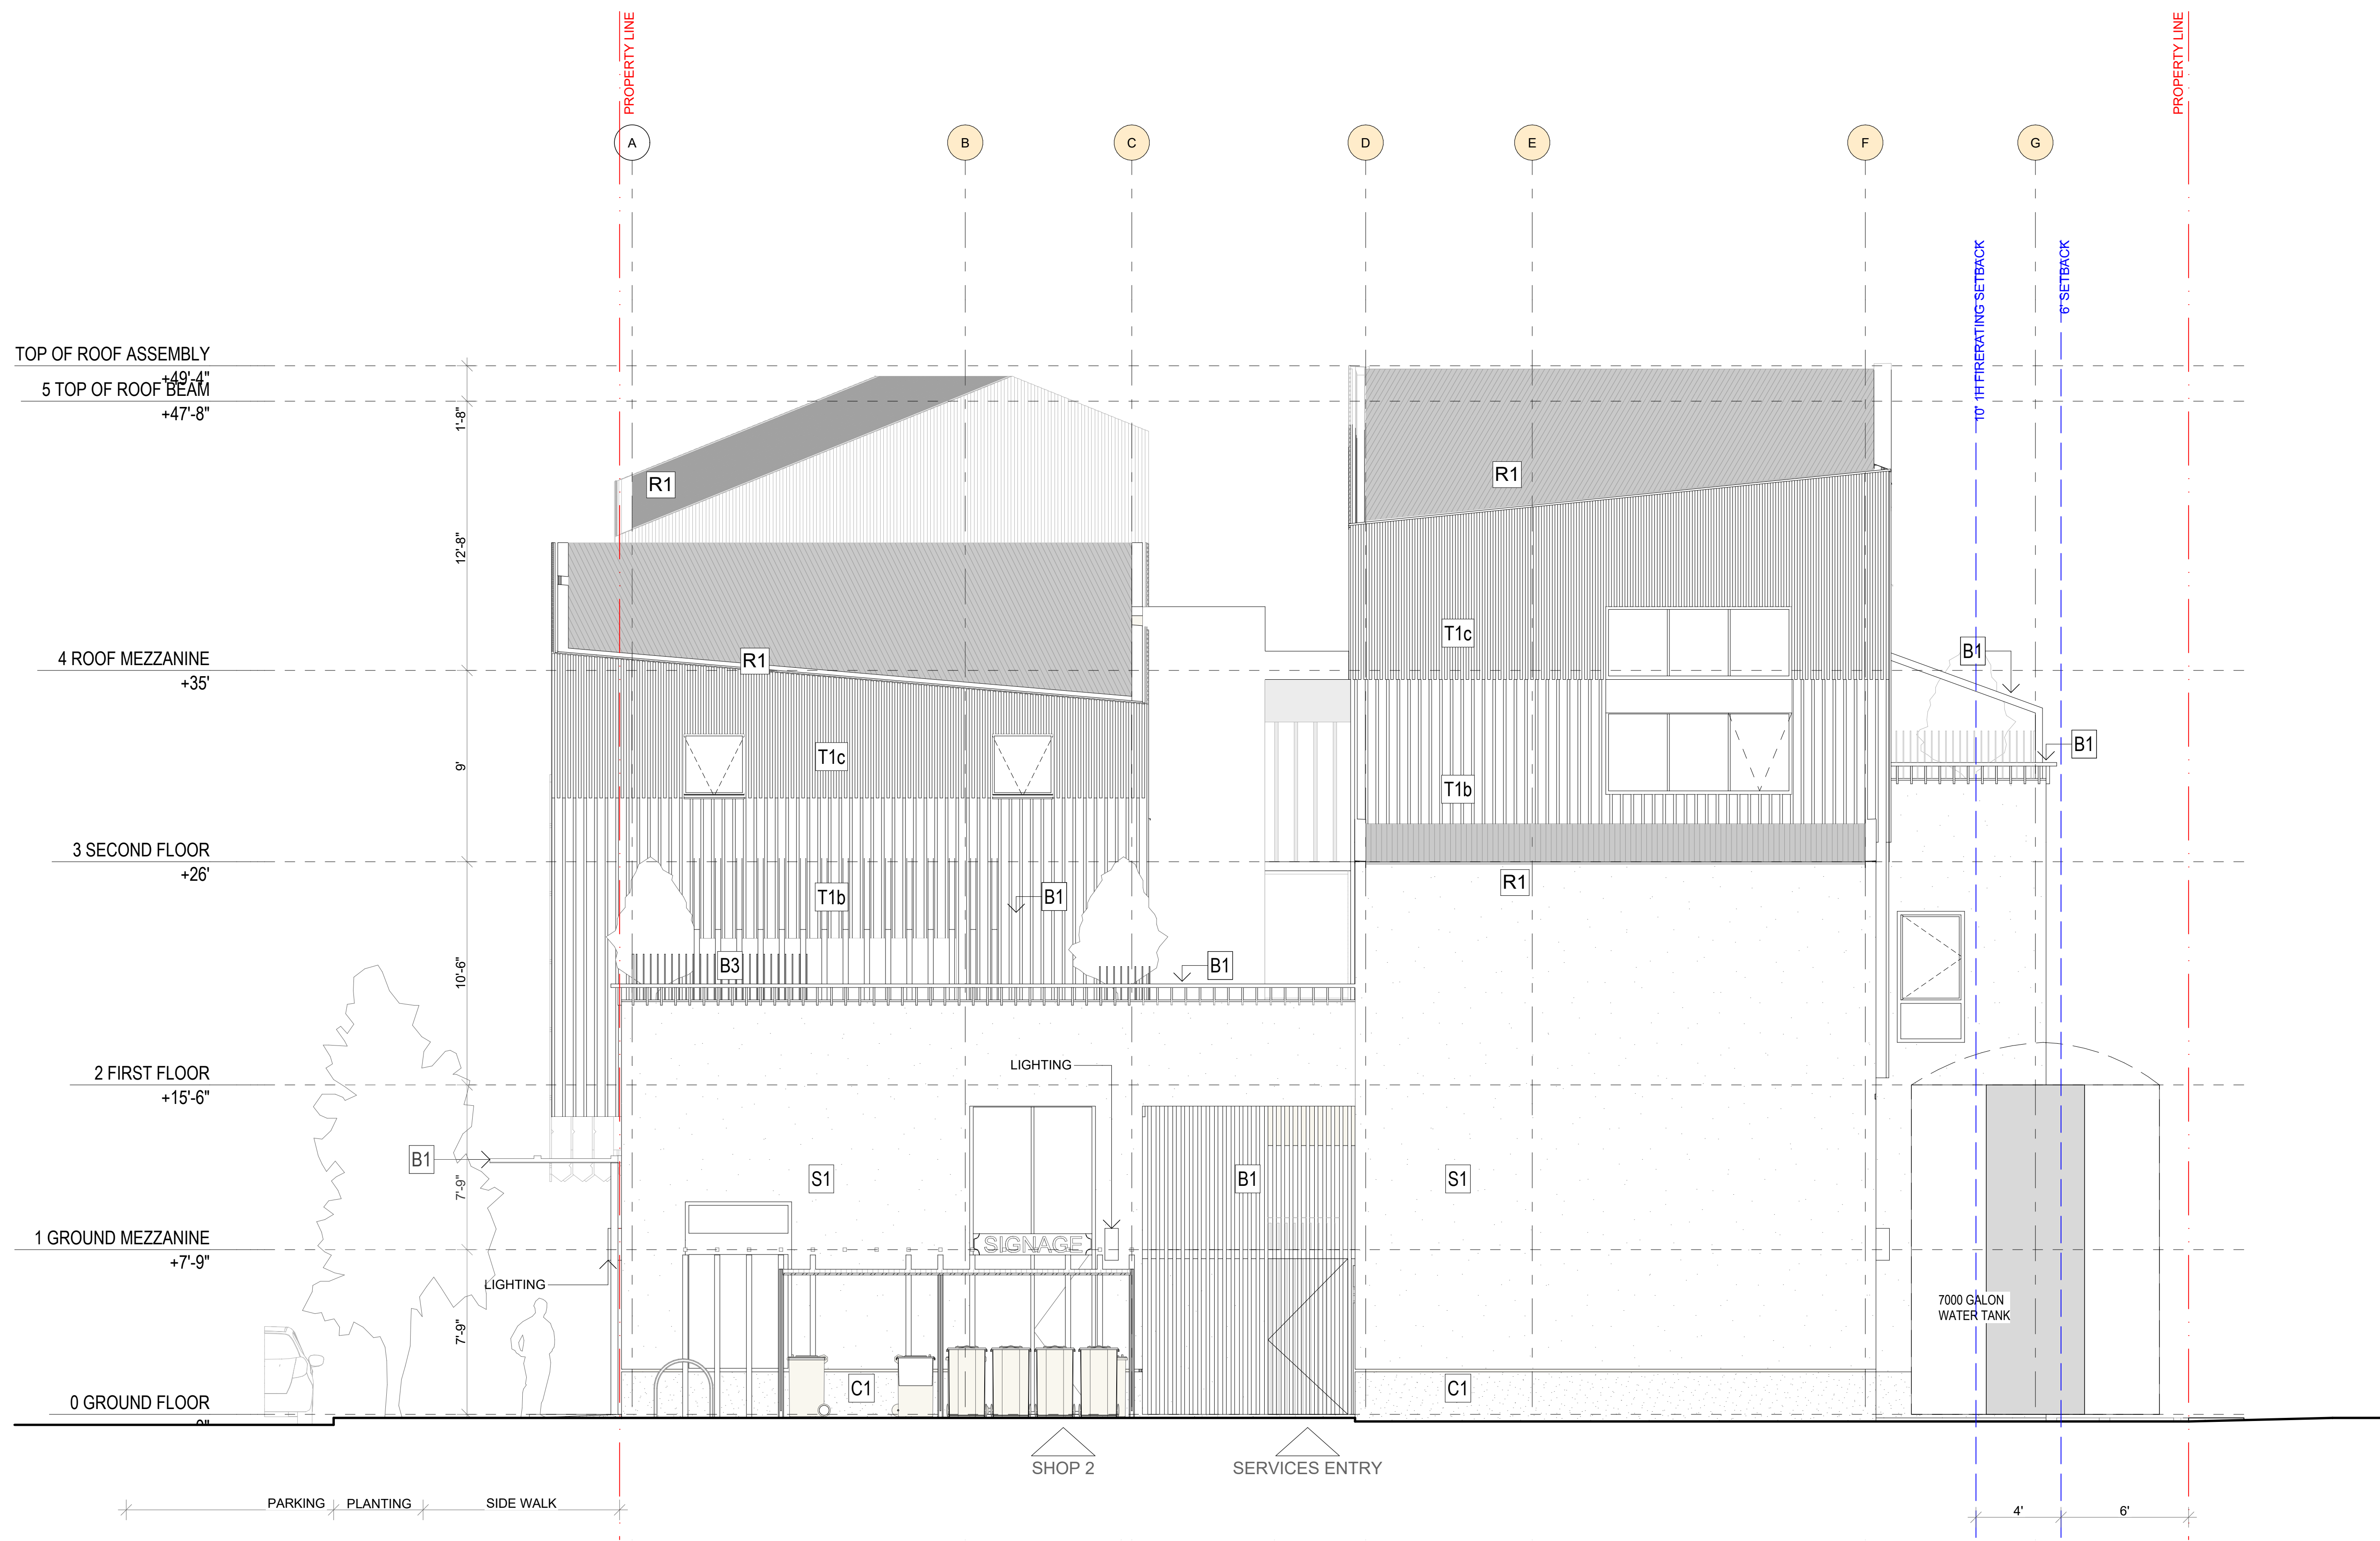 PROPERTY LINE
PROPERTY LINE
A
B
C
D
E
F
G
10' 1H FIRERATING SETBACK
6' SETBACK
TOP OF ROOF ASSEMBLY
+49'-4"
5 TOP OF ROOF BEAM
+47'-8"
1'-8"
R1
R1
12'-8"
4 ROOF MEZZANINE
+35'
R1
T1c
B1
T1c
B1
9'
T1b
3 SECOND FLOOR
+26'
R1
T1b
B1
B3
B1
10'-6"
2 FIRST FLOOR
+15'-6"
LIGHTING
B1
7'-9"
S1
B1
S1
1 GROUND MEZZANINE
+7'-9"
SIGNAGE
LIGHTING
7000 GALON
WATER TANK
7'-9"
0 GROUND FLOOR
C1
C1
SHOP 2
SERVICES ENTRY
PARKING
PLANTING
SIDE WALK
4'
6'